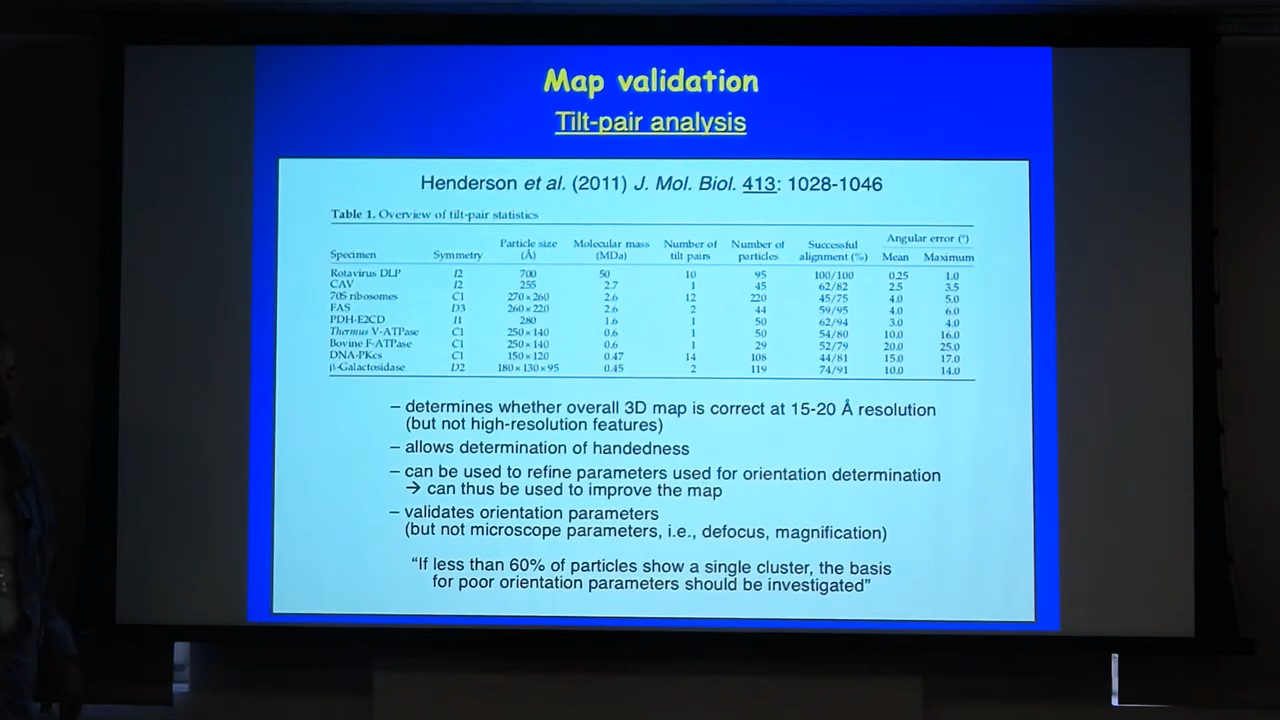 Map validation
Tilt-pair analysis
Henderson et al. (2011) J. Mol. Biol. 413: 1028-1046
Table 1. Overview of tilt-pair statistics
Specimen Symmetry Particle size (Å) Molecular mass (MDa) Number of tilt pairs Number of particles Successful alignment (%) Angular error (°) Mean Maximum
Rotavirus DLP I2 700 50 10 95 100/100 0.25 1.0
CAV I2 255 2.7 1 45 62/82 2.5 3.5
70S ribosomes C1 270 × 260 2.6 12 220 45/75 4.0 5.0
FAS D3 260 × 220 2.6 2 44 59/95 4.0 6.0
PDH-E2CD I1 280 1.6 1 50 62/94 3.0 4.0
Thermus V-ATPase C1 250 × 140 0.6 1 50 54/80 10.0 16.0
Bovine F-ATPase C1 250 × 140 0.6 1 29 52/79 20.0 25.0
DNA-PKcs C1 150 × 120 0.47 14 108 44/81 15.0 17.0
β-Galactosidase D2 180 × 130 × 95 0.45 2 119 74/91 10.0 14.0
– determines whether overall 3D map is correct at 15-20 Å resolution
(but not high-resolution features)
– allows determination of handedness
– can be used to refine parameters used for orientation determination
→ can thus be used to improve the map
– validates orientation parameters
(but not microscope parameters, i.e., defocus, magnification)
“If less than 60% of particles show a single cluster, the basis
for poor orientation parameters should be investigated”